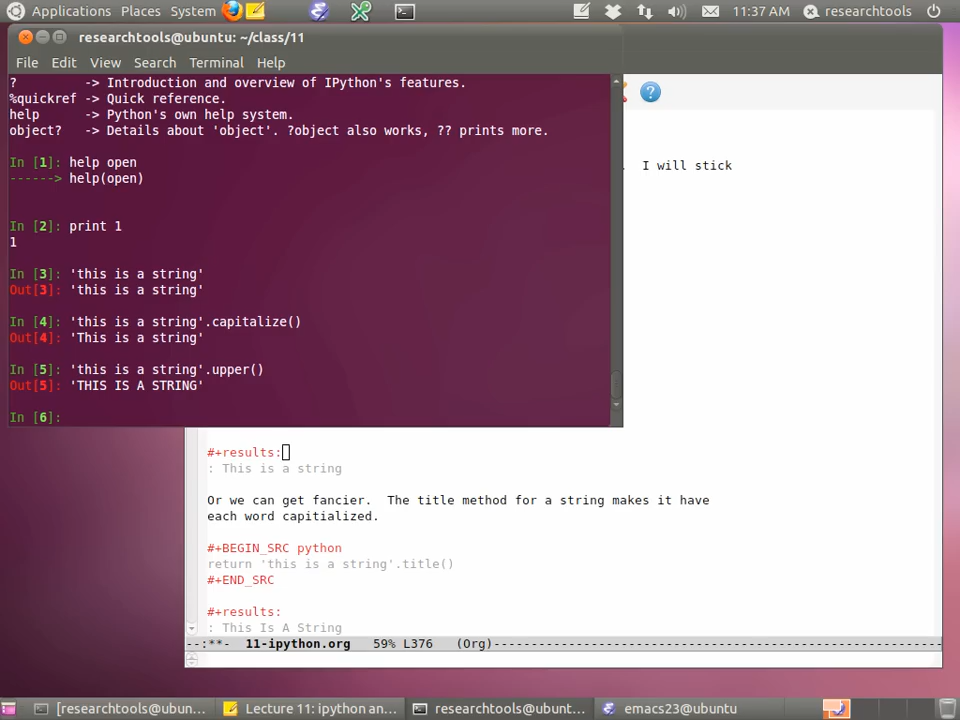 Applications Places System 11:37 AM researchtools
researchtools@ubuntu: ~/class/11
File Edit View Search Terminal Help
? -> Introduction and overview of IPython's features.
%quickref -> Quick reference.
help -> Python's own help system.
object? -> Details about 'object'. ?object also works, ?? prints more.
In [1]: help open
------> help(open)
. I will stick
In [2]: print 1
1
In [3]: 'this is a string'
Out[3]: 'this is a string'
In [4]: 'this is a string'.capitalize()
Out[4]: 'This is a string'
In [5]: 'this is a string'.upper()
Out[5]: 'THIS IS A STRING'
In [6]:
#+results:
: This is a string
Or we can get fancier. The title method for a string makes it have
each word capitialized.
#+BEGIN_SRC python
return 'this is a string'.title()
#+END_SRC
#+results:
: This Is A String
--:**- 11-ipython.org 59% L376 (Org)
[researchtools@ubun... Lecture 11: ipython an... researchtools@ubunt... emacs23@ubuntu